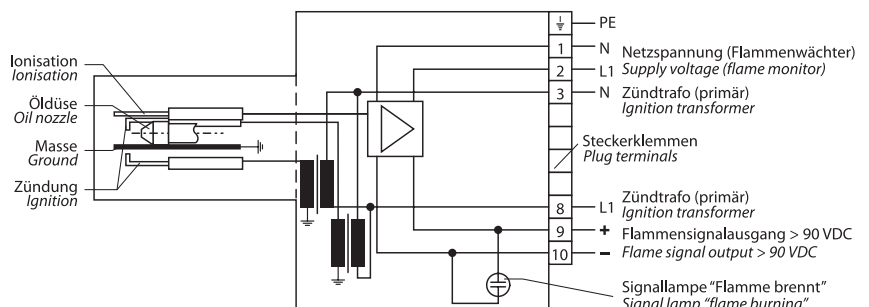 Ionisation
Ionisation
Öldüse
Oil nozzle
Masse
Ground
Zündung
Ignition
PE
1 N Netzspannung (Flammenwächter)
2 L1 Supply voltage (flame monitor)
3 N Zündtrafo (primär)
Ignition transformer
Steckerklemmen
Plug terminals
8 L1 Zündtrafo (primär)
Ignition transformer
9 + Flammensignalausgang > 90 VDC
10 – Flame signal output > 90 VDC
Signallampe “Flamme brennt”
Signal lamp “flame burning”